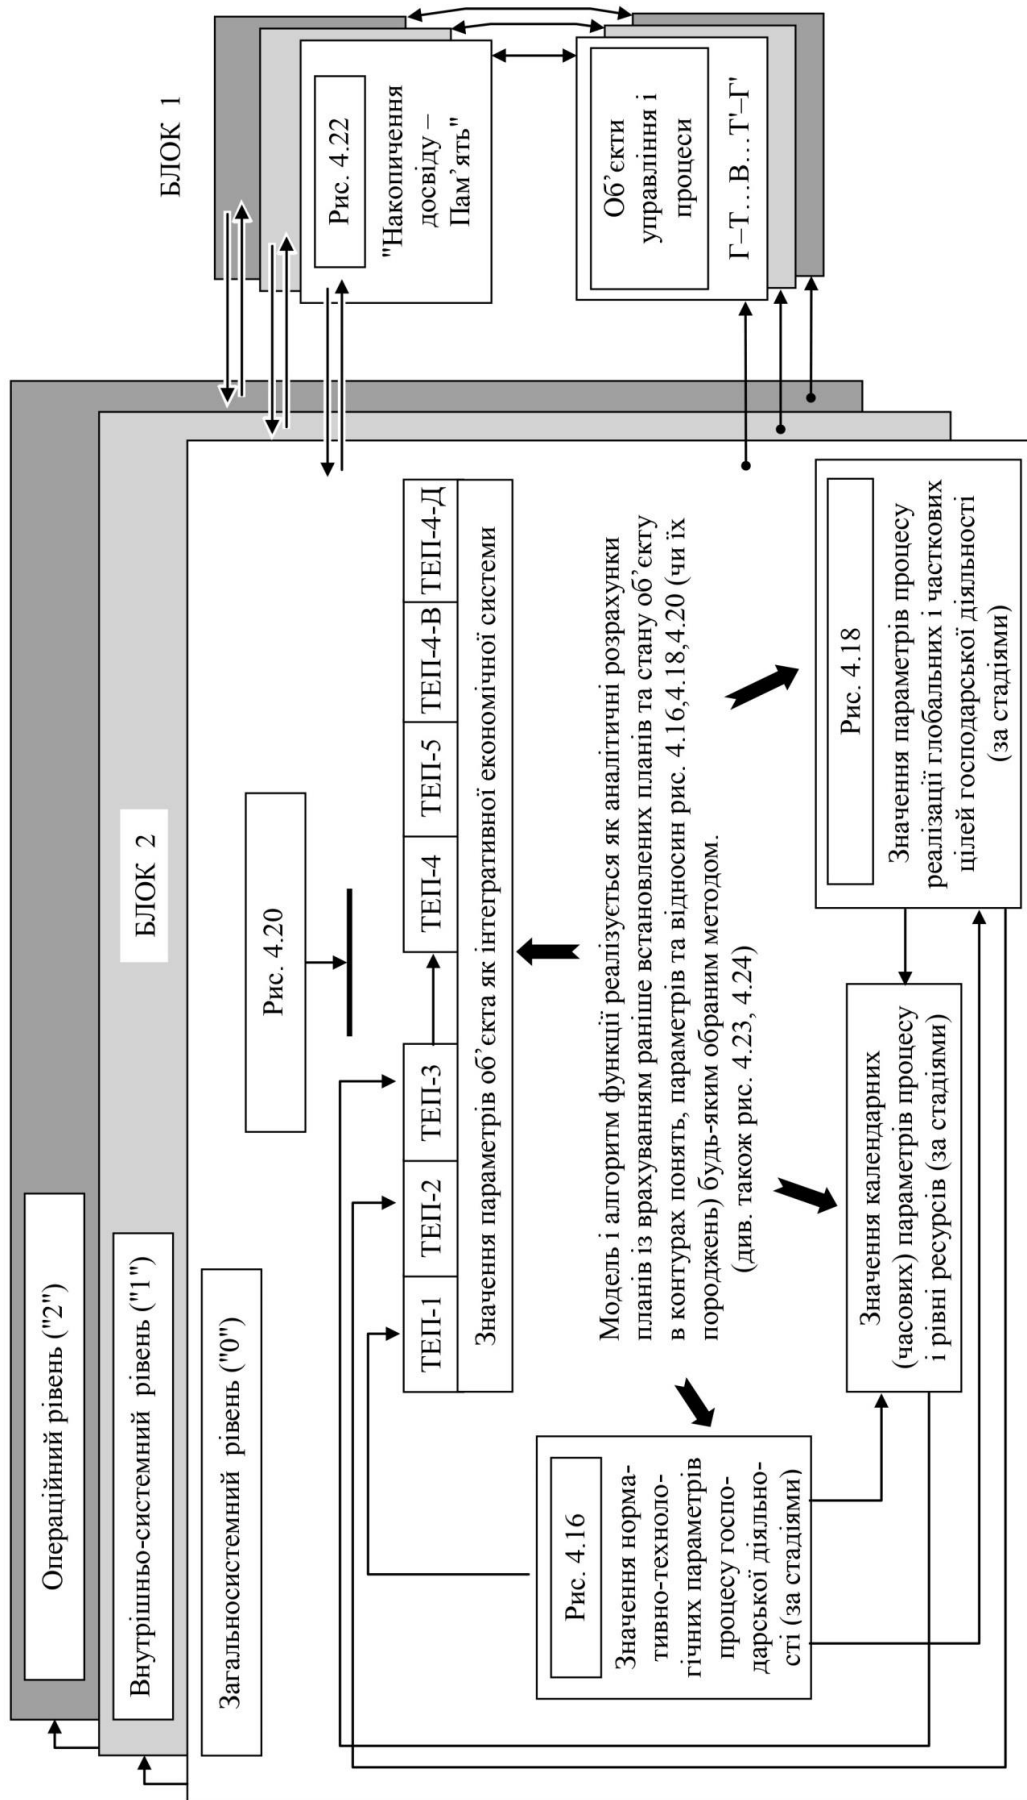 Операційний рівень ("2")
Внутрішньо-системний рівень ("1")
Загальносистемний рівень ("0")
БЛОК 2
Рис. 4.20
ТЕП-1
ТЕП-2
ТЕП-3
ТЕП-4
ТЕП-5
ТЕП-4-В
ТЕП-4-Д
Значення параметрів об’єкта як інтегративної економічної системи
Модель і алгоритм функції реалізується як аналітичні розрахунки
планів із врахуванням раніше встановлених планів та стану об’єкту
в контурах понять, параметрів та відносин рис. 4.16,4.18,4.20 (чи їх
породжень) будь-яким обраним методом.
(див. також рис. 4.23, 4.24)
Рис. 4.16
Значення норма-
тивно-техноло-
гічних параметрів
процесу госпо-
дарської діяльно-
сті (за стадіями)
Значення календарних
(часових) параметрів процесу
і рівні ресурсів (за стадіями)
Рис. 4.18
Значення параметрів процесу
реалізації глобальних і часткових
цілей господарської діяльності
(за стадіями)
БЛОК 1
Рис. 4.22
"Накопичення
досвіду –
Пам’ять"
Об’єкти
управління і
процеси
Г–Т…В…Т'–Г'